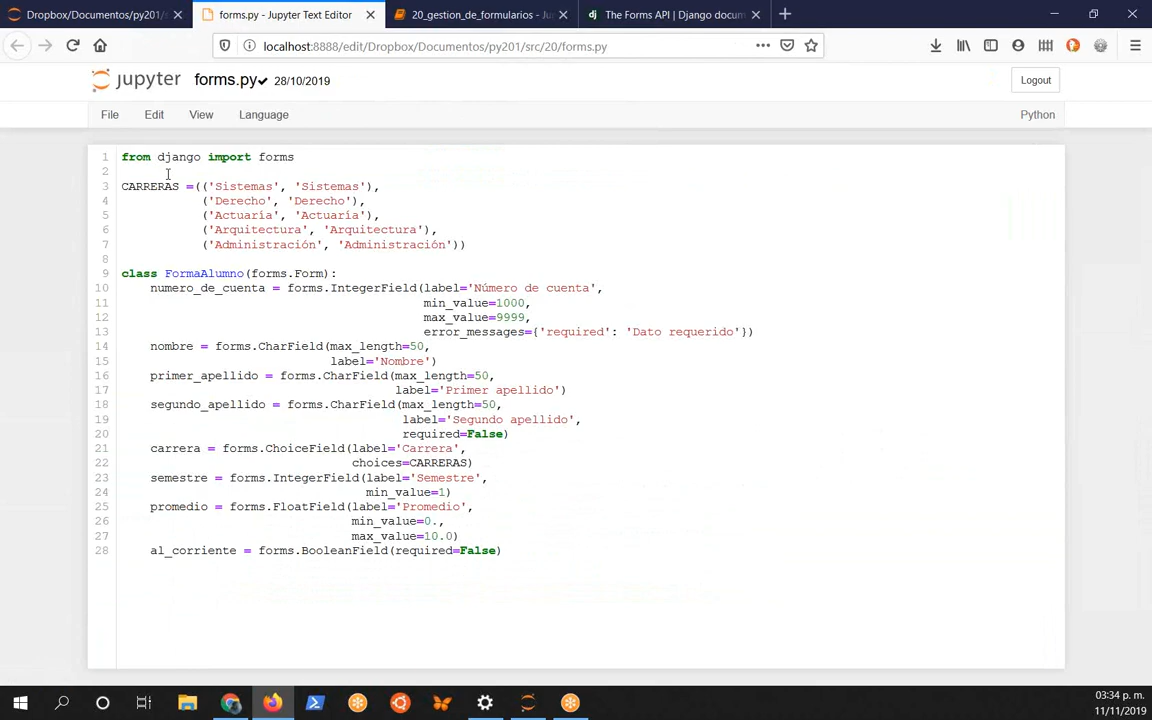 Dropbox/Documentos/py201/s
forms.py - Jupyter Text Editor
20_gestion_de_formularios - Ju
The Forms API | Django docum
localhost:8888/edit/Dropbox/Documentos/py201/src/20/forms.py
jupyter forms.py✔ 28/10/2019
Logout
File Edit View Language
Python
1 from django import forms
2
3 CARRERAS =(('Sistemas', 'Sistemas'),
4 ('Derecho', 'Derecho'),
5 ('Actuaría', 'Actuaría'),
6 ('Arquitectura', 'Arquitectura'),
7 ('Administración', 'Administración'))
8
9 class FormaAlumno(forms.Form):
10 numero_de_cuenta = forms.IntegerField(label='Número de cuenta',
11 min_value=1000,
12 max_value=9999,
13 error_messages={'required': 'Dato requerido'})
14 nombre = forms.CharField(max_length=50,
15 label='Nombre')
16 primer_apellido = forms.CharField(max_length=50,
17 label='Primer apellido')
18 segundo_apellido = forms.CharField(max_length=50,
19 label='Segundo apellido',
20 required=False)
21 carrera = forms.ChoiceField(label='Carrera',
22 choices=CARRERAS)
23 semestre = forms.IntegerField(label='Semestre',
24 min_value=1)
25 promedio = forms.FloatField(label='Promedio',
26 min_value=0.,
27 max_value=10.0)
28 al_corriente = forms.BooleanField(required=False)
03:34 p. m.
11/11/2019